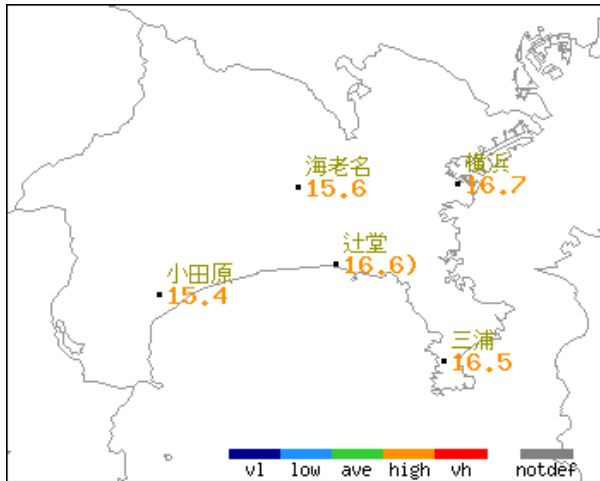 海老名
15.6
横浜
16.7
辻堂
16.6)
小田原
15.4
三浦
16.5
vl low ave high vh notdef